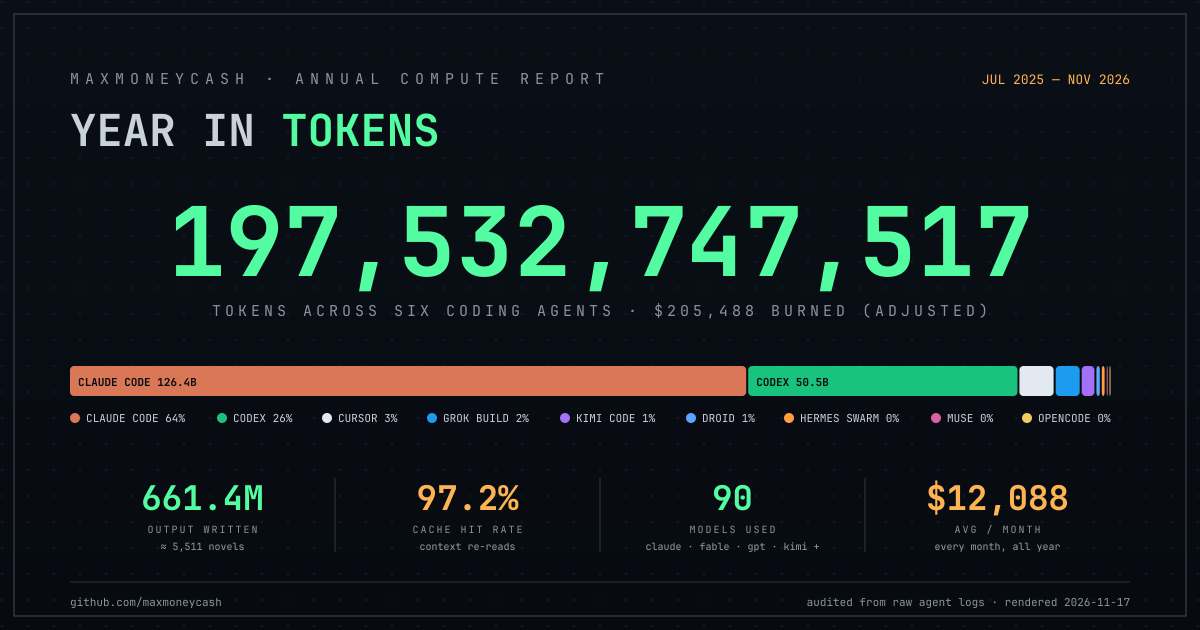 MAXMONEYCASH · ANNUAL COMPUTE REPORT
JUL 2025 — NOV 2026
YEAR IN TOKENS
197,532,747,517
TOKENS ACROSS SIX CODING AGENTS · $205,488 BURNED (ADJUSTED)
CLAUDE CODE 126.4B
CODEX 50.5B
CLAUDE CODE 64%
CODEX 26%
CURSOR 3%
GROK BUILD 2%
KIMI CODE 1%
DROID 1%
HERMES SWARM 0%
MUSE 0%
OPENCODE 0%
661.4M
OUTPUT WRITTEN
≈ 5,511 novels
97.2%
CACHE HIT RATE
context re-reads
90
MODELS USED
claude · fable · gpt · kimi +
$12,088
AVG / MONTH
every month, all year
github.com/maxmoneycash
audited from raw agent logs · rendered 2026-11-17